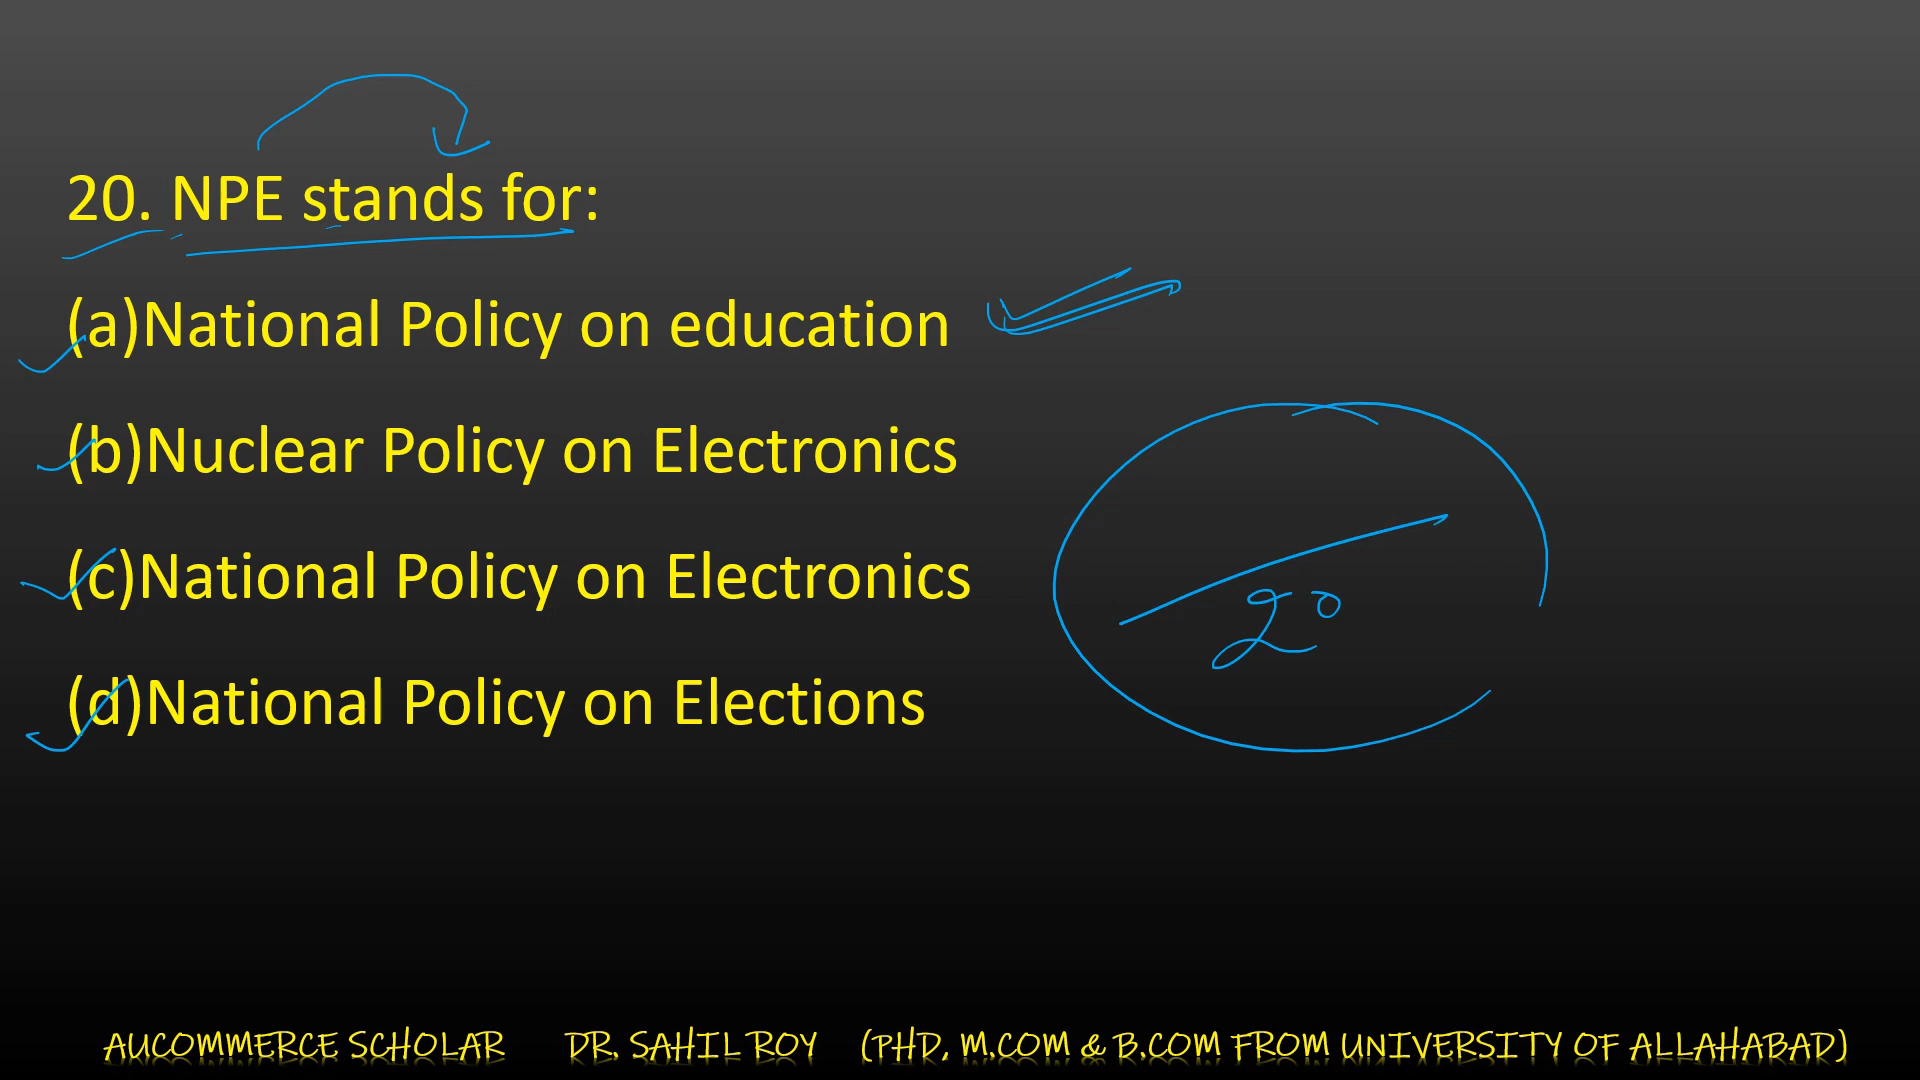 20. NPE stands for:
(a)National Policy on education
(b)Nuclear Policy on Electronics
(c)National Policy on Electronics
20
(d)National Policy on Elections
AUCOMMERCE SCHOLAR DR. SAHIL ROY (PHD, M.COM & B.COM FROM UNIVERSITY OF ALLAHABAD)